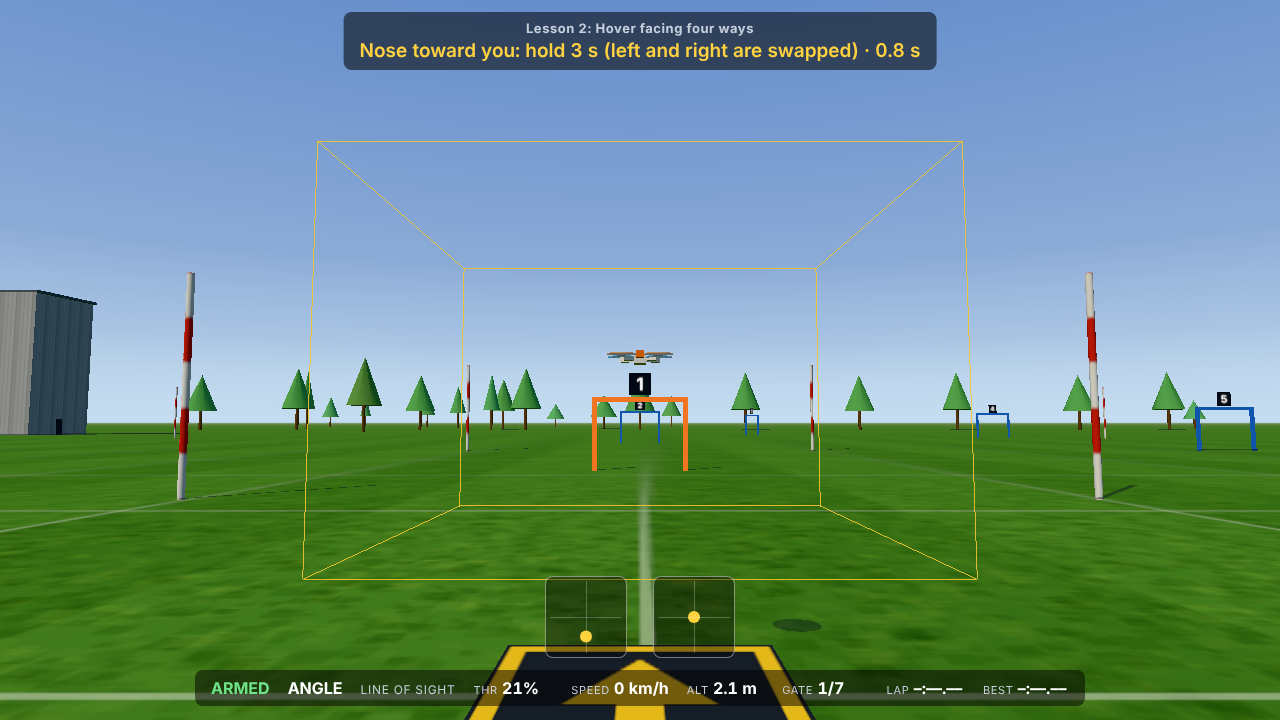 Lesson 2: Hover facing four ways
Nose toward you: hold 3 s (left and right are swapped) · 0.8 s
1
2
4
5
ARMED ANGLE LINE OF SIGHT THR 21% SPEED 0 km/h ALT 2.1 m GATE 1/7 LAP –:––.–– BEST –:––.––